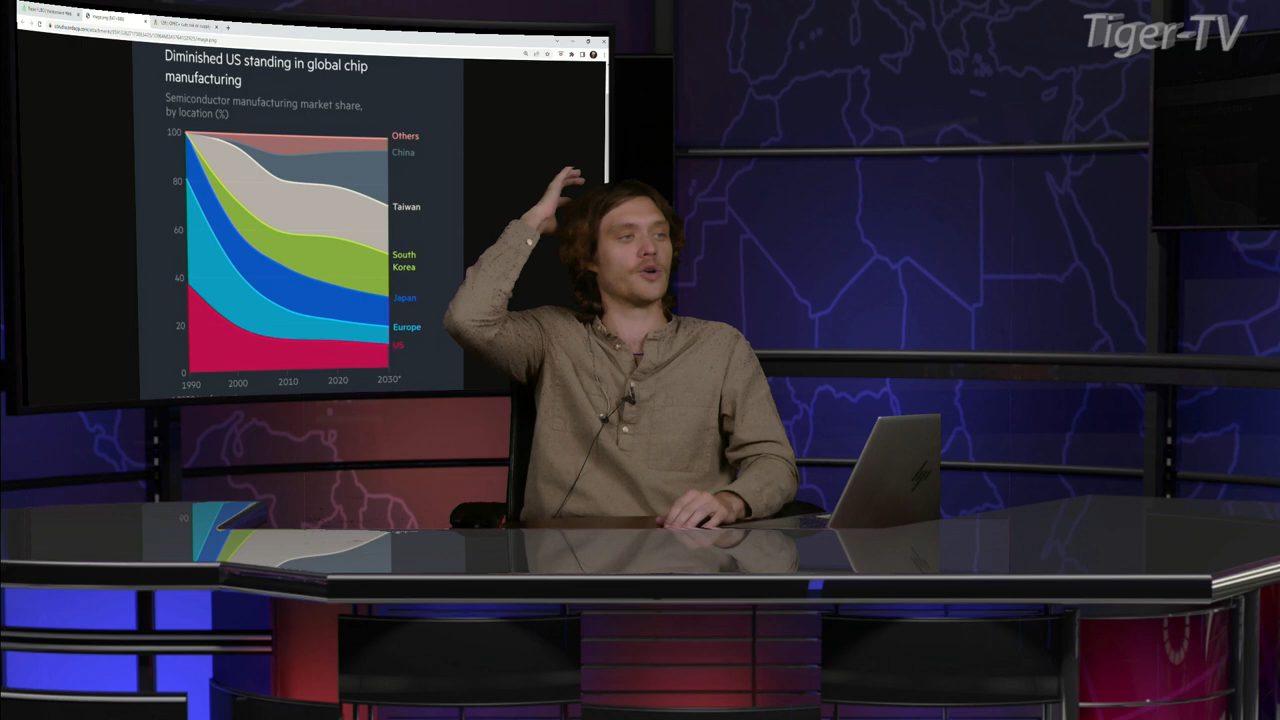 Tiger-TV
Diminished US standing in global chip
manufacturing
Semiconductor manufacturing market share,
by location (%)
100
80
60
40
20
0
1990
2000
2010
2020
2030*
Others
China
Taiwan
South
Korea
Japan
Europe
US
hp